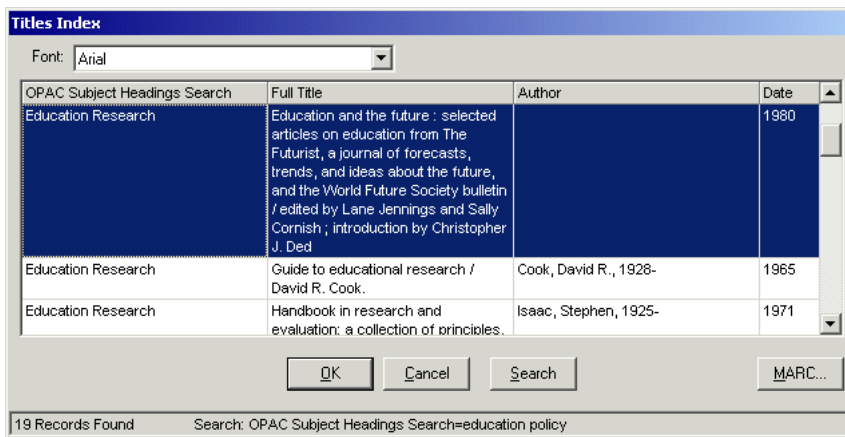 Titles Index
Font: Arial
OPAC Subject Headings Search Full Title Author Date
Education Research Education and the future : selected 1980
articles on education from The
Futurist, a journal of forecasts,
trends, and ideas about the future,
and the World Future Society bulletin
/ edited by Lane Jennings and Sally
Cornish ; introduction by Christopher
J. Ded
Education Research Guide to educational research / Cook, David R., 1928- 1965
David R. Cook.
Education Research Handbook in research and Isaac, Stephen, 1925- 1971
evaluation: a collection of principles.
OK Cancel Search MARC...
19 Records Found Search: OPAC Subject Headings Search=education policy